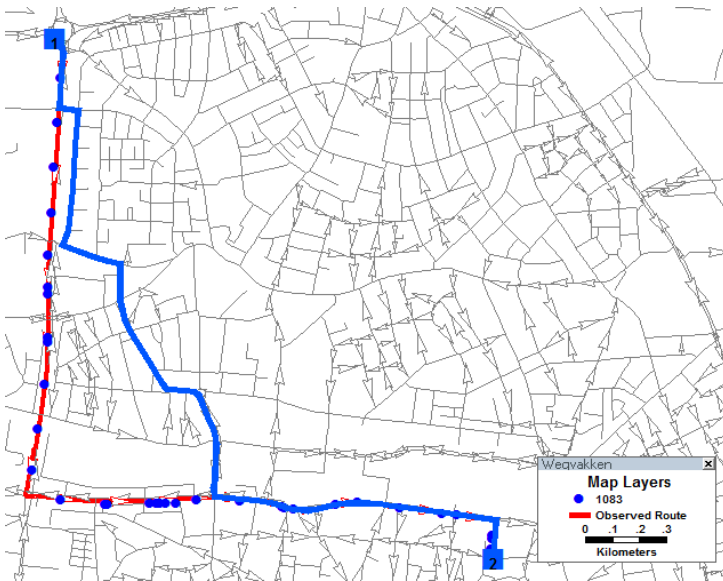 1
Wegvakken
Map Layers
1083
Observed Route
0 .1 .2 .3
Kilometers
2